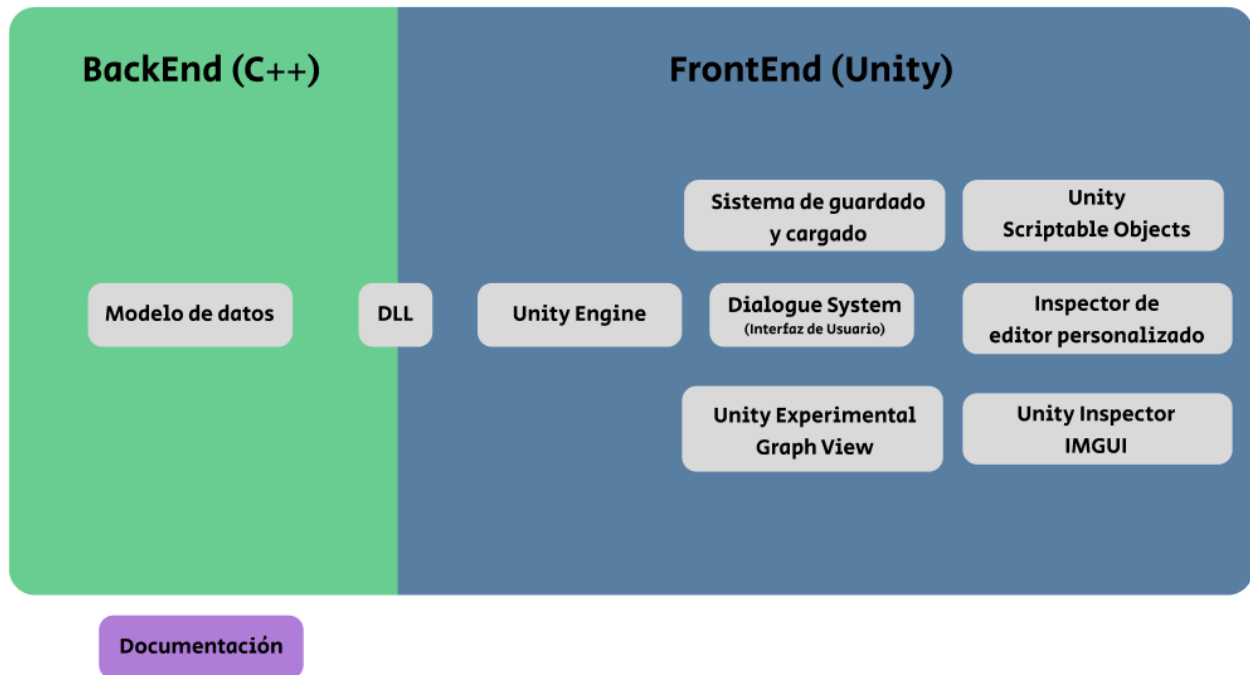 BackEnd (C++)
FrontEnd (Unity)
Sistema de guardado
y cargado
Unity
Scriptable Objects
Modelo de datos
DLL
Unity Engine
Dialogue System
(Interfaz de Usuario)
Inspector de
editor personalizado
Unity Experimental
Graph View
Unity Inspector
IMGUI
Documentación